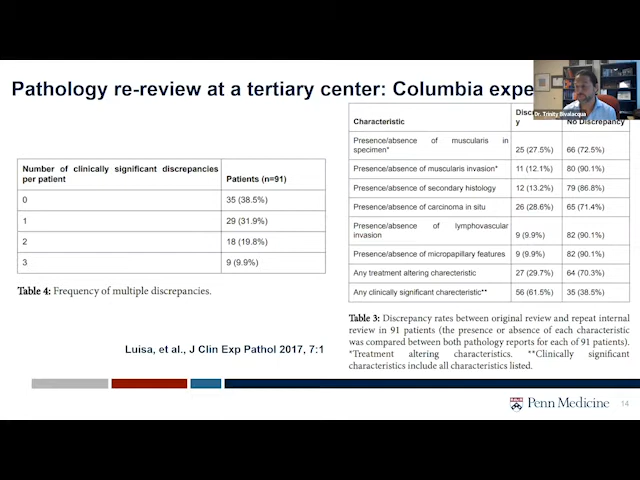 Pathology re-review at a tertiary center: Columbia expe
Dr. Trinity Bivalacqua
Number of clinically significant discrepancies per patient Patients (n=91)
0 35 (38.5%)
1 29 (31.9%)
2 18 (19.8%)
3 9 (9.9%)
Table 4: Frequency of multiple discrepancies.
Luisa, et al., J Clin Exp Pathol 2017, 7:1
Characteristic Disc y No Discrepancy
Presence/absence of muscularis in specimen* 25 (27.5%) 66 (72.5%)
Presence/absence of muscularis invasion* 11 (12.1%) 82 (90.1%)
Presence/absence of secondary histology 12 (13.2%) 79 (86.8%)
Presence/absence of carcinoma in situ 26 (28.6%) 65 (71.4%)
Presence/absence of lymphovascular invasion 9 (9.9%) 82 (90.1%)
Presence/absence of micropapillary features 9 (9.9%) 82 (90.1%)
Any treatment altering charecteristic 27 (29.7%) 64 (70.3%)
Any clinically significant charecteristic** 56 (61.5%) 35 (38.5%)
Table 3: Discrepancy rates between original review and repeat internal
review in 91 patients (the presence or absence of each characteristic
was compared between both pathology reports for each of 91 patients).
*Treatment altering characteristics. **Clinically significant
characteristics include all characteristics listed.
Penn Medicine
14